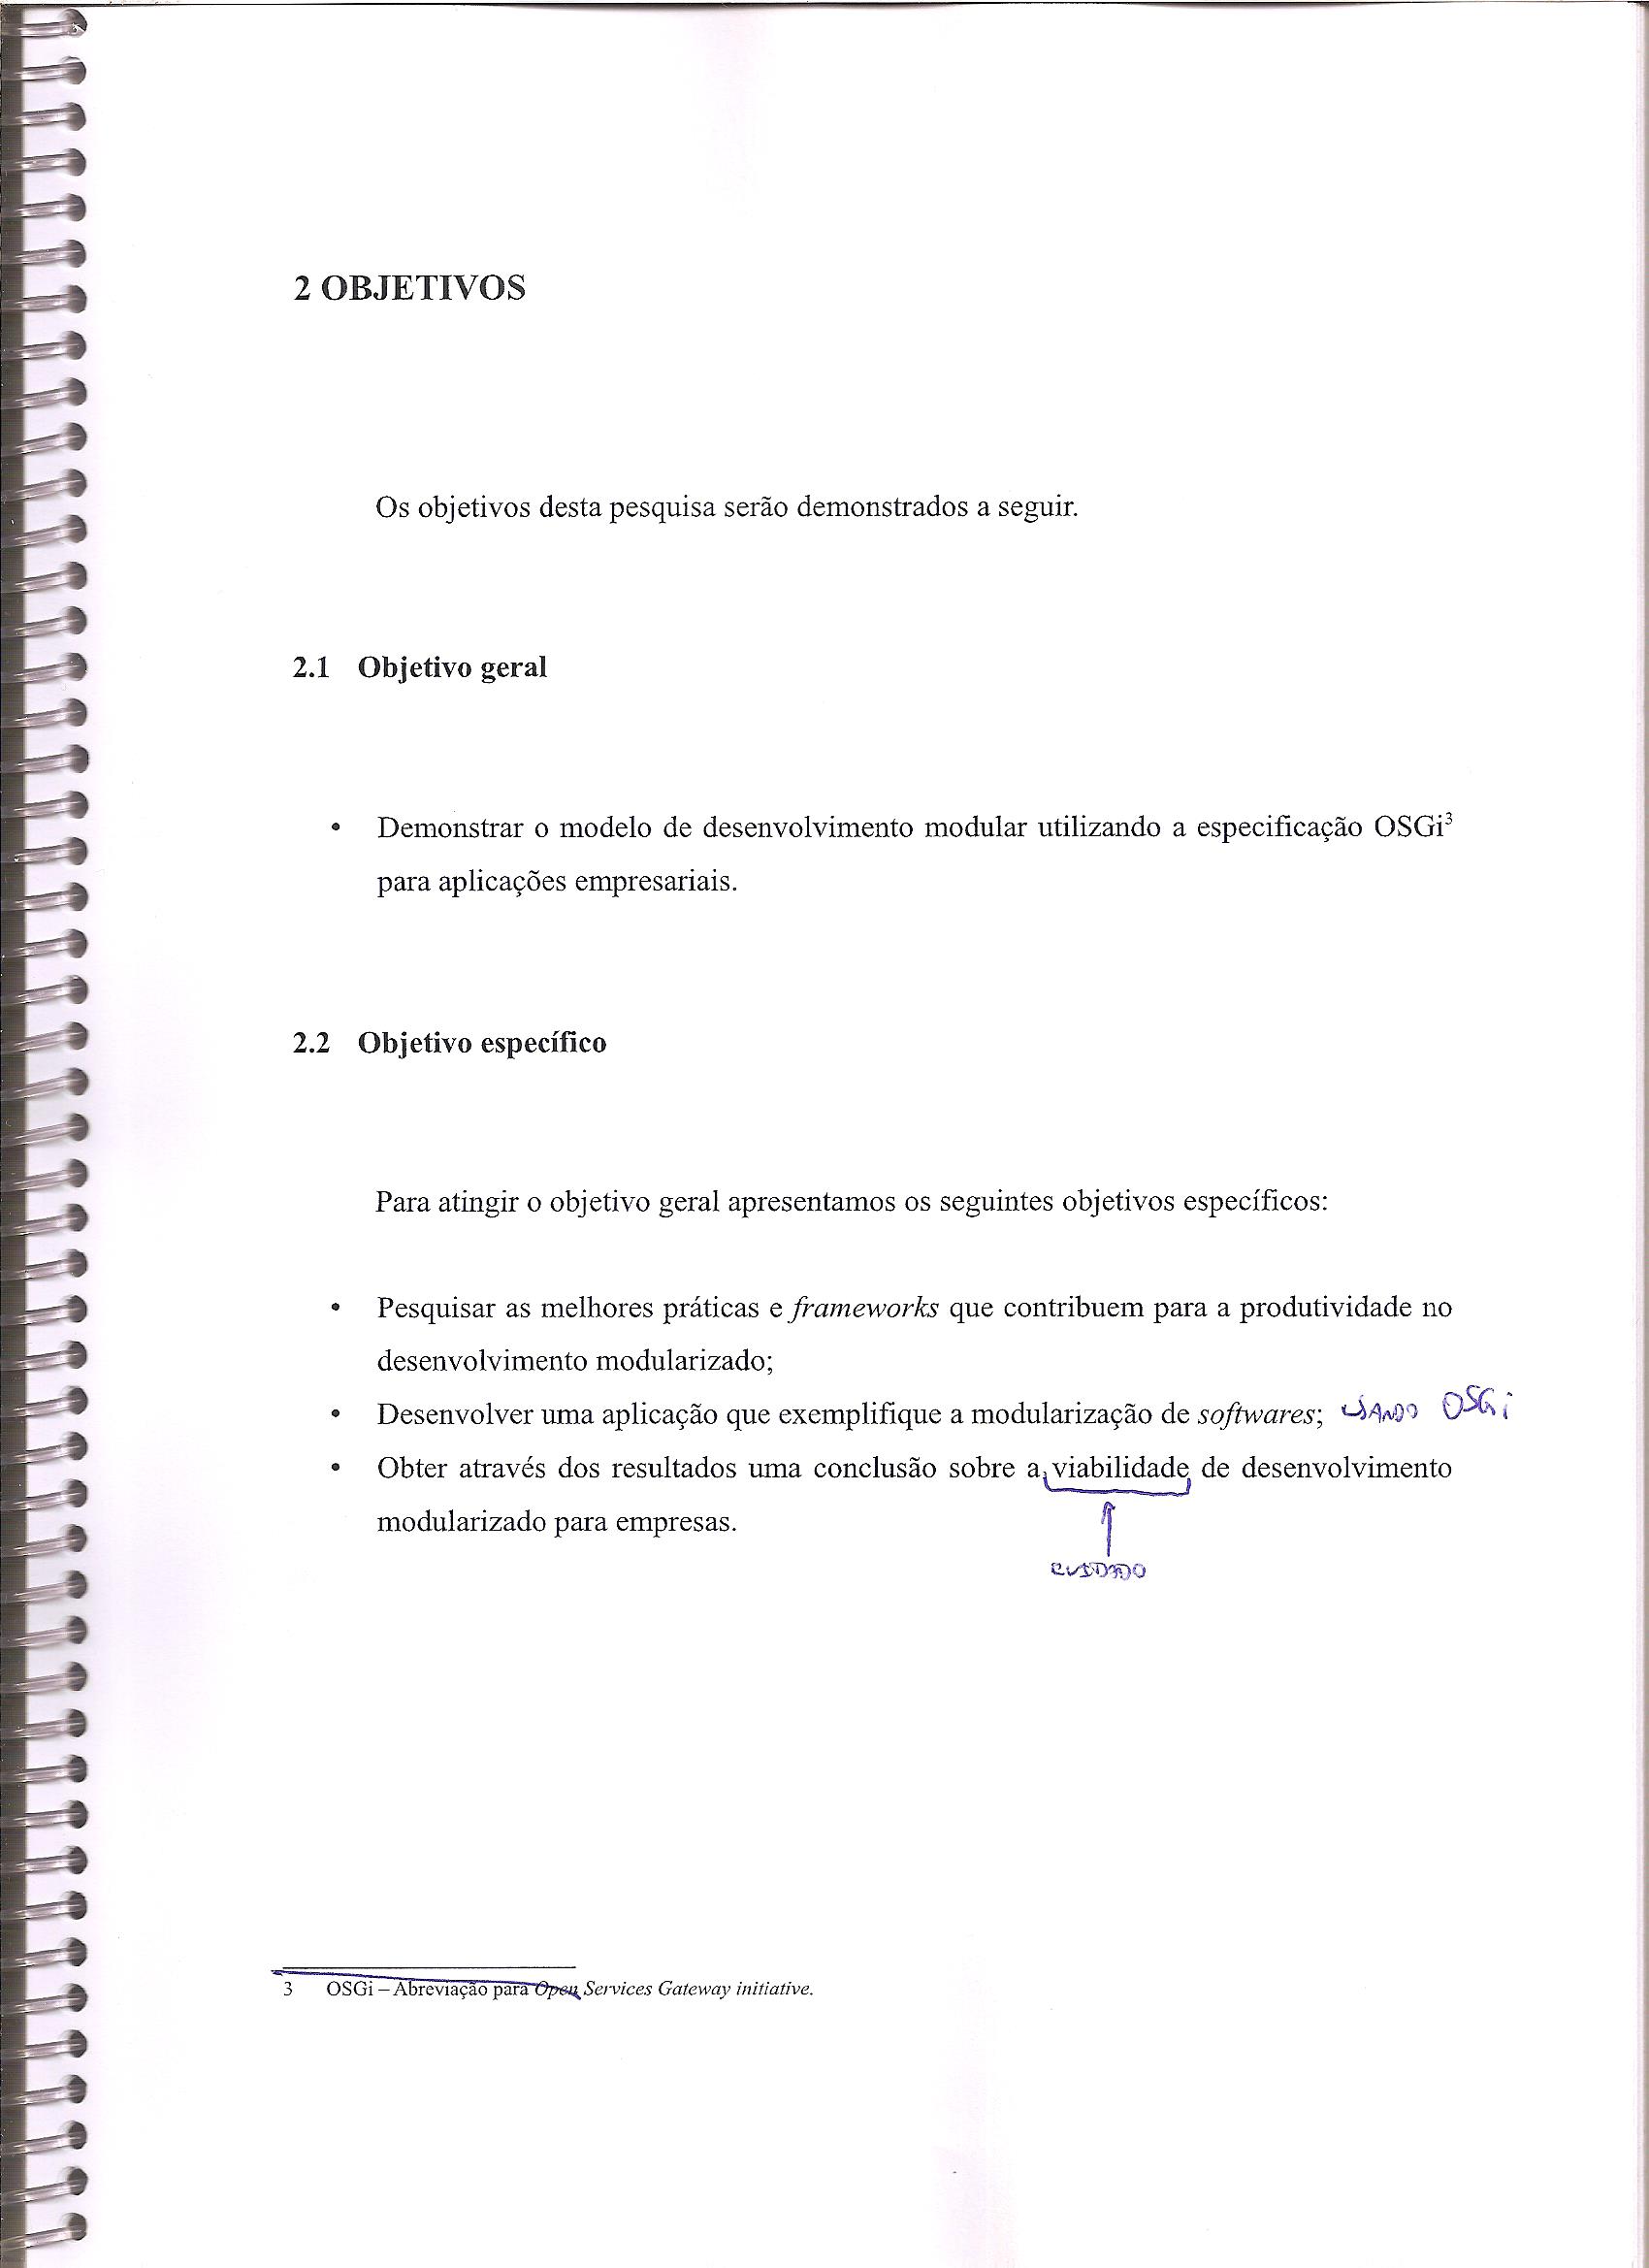 2 OBJETIVOS
Os objetivos desta pesquisa serão demonstrados a seguir.
2.1 Objetivo geral
• Demonstrar o modelo de desenvolvimento modular utilizando a especificação OSGi³
para aplicações empresariais.
2.2 Objetivo específico
Para atingir o objetivo geral apresentamos os seguintes objetivos específicos:
• Pesquisar as melhores práticas e frameworks que contribuem para a produtividade no
desenvolvimento modularizado;
• Desenvolver uma aplicação que exemplifique a modularização de softwares; USANDO OSGi
• Obter através dos resultados uma conclusão sobre a viabilidade de desenvolvimento
modularizado para empresas.
CUIDADO
3 OSGi – Abreviação para Open Services Gateway initiative.